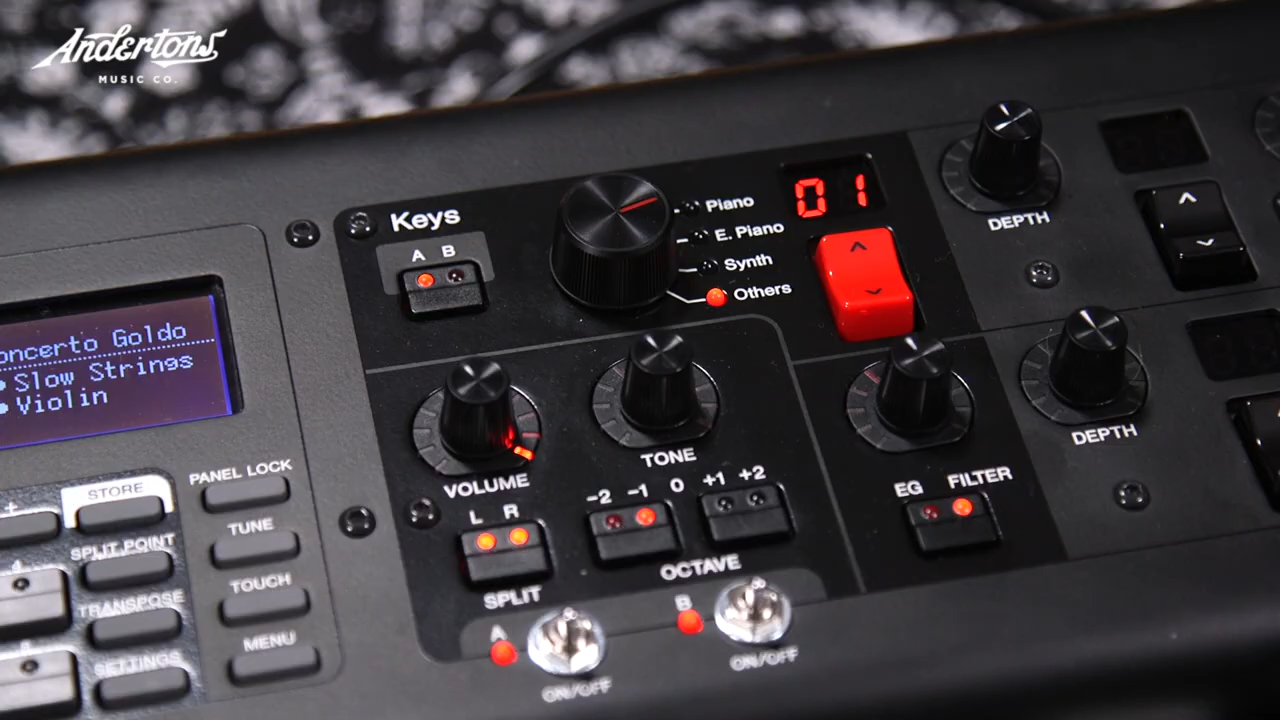 Andertons
MUSIC CO.
Keys
A B
Piano
E. Piano
Synth
Others
01
DEPTH
oncerto Goldo
Slow Strings
Violin
VOLUME
TONE
DEPTH
PANEL LOCK
STORE
TUNE
SPLIT POINT
TOUCH
TRANSPOSE
MENU
SETTINGS
+
L R
SPLIT
-2 -1 0 +1 +2
OCTAVE
EG FILTER
A
ON/OFF
B
ON/OFF